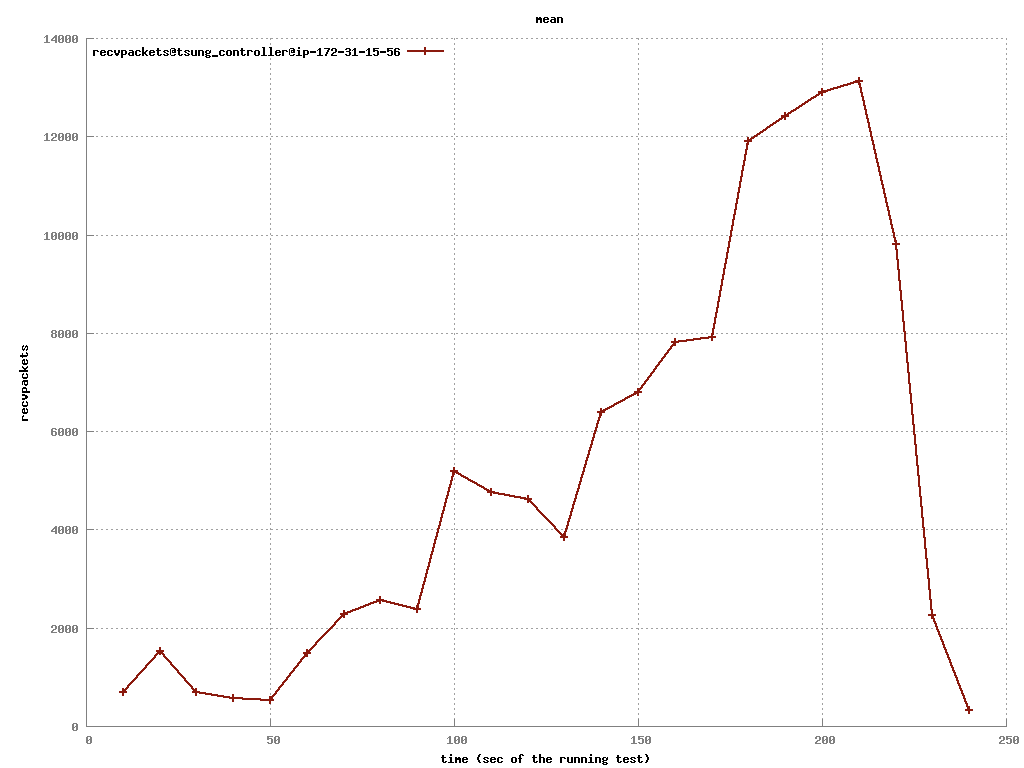 mean
14000
recvpackets@tsung_controller@ip-172-31-15-56
12000
10000
8000
recvpackets
6000
4000
2000
0
0 50 100 150 200 250
time (sec of the running test)